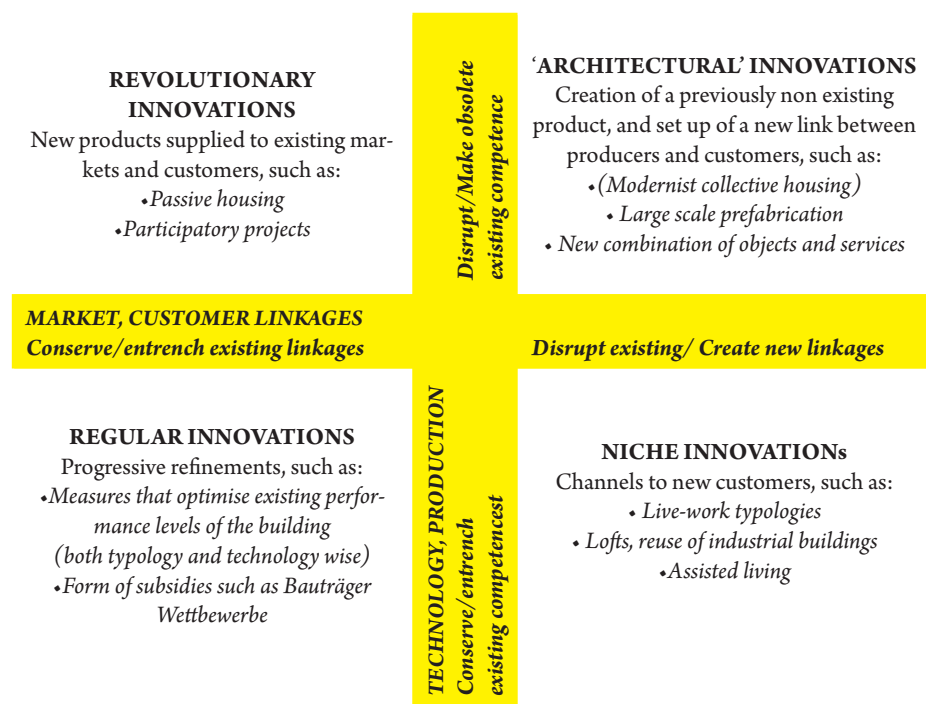 REVOLUTIONARY
INNOVATIONS
New products supplied to existing mar-
kets and customers, such as:
•Passive housing
•Participatory projects
Disrupt/Make obsolete
existing competence
‘ARCHITECTURAL’ INNOVATIONS
Creation of a previously non existing
product, and set up of a new link between
producers and customers, such as:
•(Modernist collective housing)
• Large scale prefabrication
• New combination of objects and services
MARKET, CUSTOMER LINKAGES
Conserve/entrench existing linkages
Disrupt existing/ Create new linkages
REGULAR INNOVATIONS
Progressive refinements, such as:
•Measures that optimise existing perfor-
mance levels of the building
(both typology and technology wise)
•Form of subsidies such as Bauträger
Wettbewerbe
TECHNOLOGY, PRODUCTION
Conserve/entrench
existing competencest
NICHE INNOVATIONs
Channels to new customers, such as:
• Live-work typologies
• Lofts, reuse of industrial buildings
•Assisted living